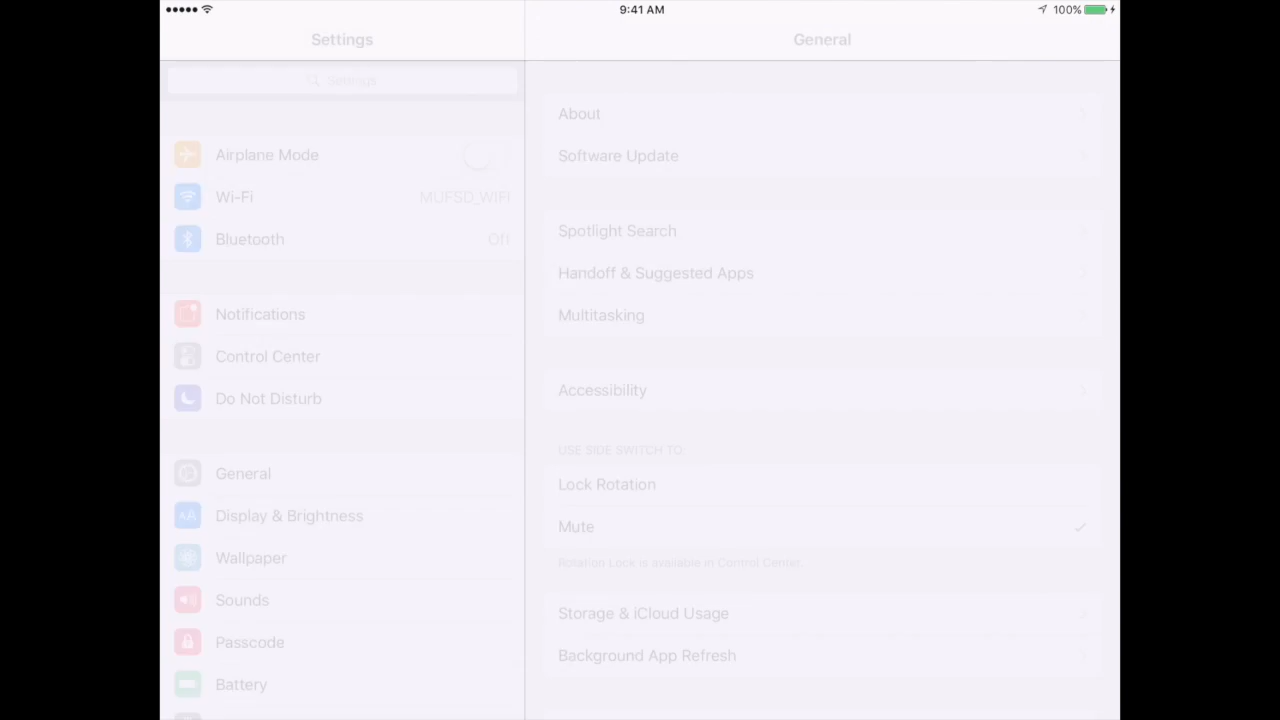 9:41 AM
100%
Settings
General
Settings
Airplane Mode
Wi-Fi
MUFSD_WIFI
Bluetooth
Off
Notifications
Control Center
Do Not Disturb
General
Display & Brightness
Wallpaper
Sounds
Passcode
Battery
About
Software Update
Spotlight Search
Handoff & Suggested Apps
Multitasking
Accessibility
USE SIDE SWITCH TO
Lock Rotation
Mute
Rotation Lock is available in Control Center.
Storage & iCloud Usage
Background App Refresh